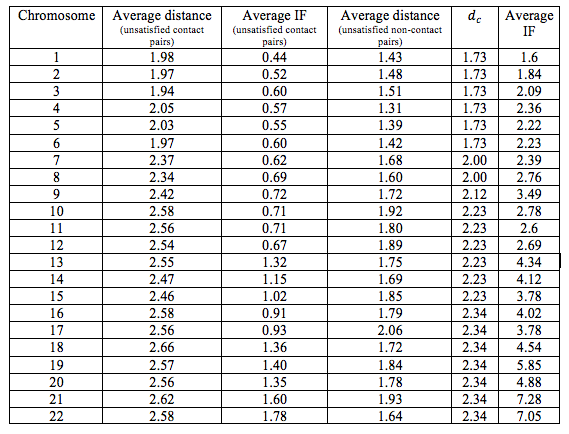 Chromosome Average distance (unsatisfied contact pairs) Average IF (unsatisfied contact pairs) Average distance (unsatisfied non-contact pairs) dc Average IF
1 1.98 0.44 1.43 1.73 1.6
2 1.97 0.52 1.48 1.73 1.84
3 1.94 0.60 1.51 1.73 2.09
4 2.05 0.57 1.31 1.73 2.36
5 2.03 0.55 1.39 1.73 2.22
6 1.97 0.60 1.42 1.73 2.23
7 2.37 0.62 1.68 2.00 2.39
8 2.34 0.69 1.60 2.00 2.76
9 2.42 0.72 1.72 2.12 3.49
10 2.58 0.71 1.92 2.23 2.78
11 2.56 0.71 1.80 2.23 2.6
12 2.54 0.67 1.89 2.23 2.69
13 2.55 1.32 1.75 2.23 4.34
14 2.47 1.15 1.69 2.23 4.12
15 2.46 1.02 1.85 2.23 3.78
16 2.58 0.91 1.79 2.34 4.02
17 2.56 0.93 2.06 2.34 3.78
18 2.66 1.36 1.72 2.34 4.54
19 2.57 1.40 1.84 2.34 5.85
20 2.56 1.35 1.78 2.34 4.88
21 2.62 1.60 1.93 2.34 7.28
22 2.58 1.78 1.64 2.34 7.05